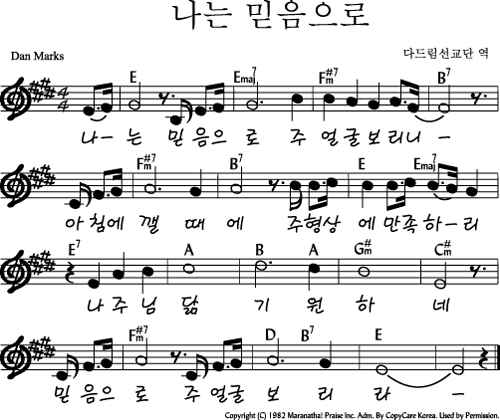 나는 믿음으로
Dan Marks
다드림선교단 역
E Emaj7 F#m7 B7
4
4
나-는 믿 음으 로 주 얼굴보리니-
F#m7 B7 E Emaj7
아침에 깰 때 에 주형상 에만족하-리
E7 A B A G#m C#m
나주님 닮 기 원 하 네
F#m7 D B7 E
믿 음으 로 주 얼굴 보 리 라 -
Copyright (C) 1982 Maranatha! Praise Inc. Adm. By CopyCare Korea. Used by Permission.